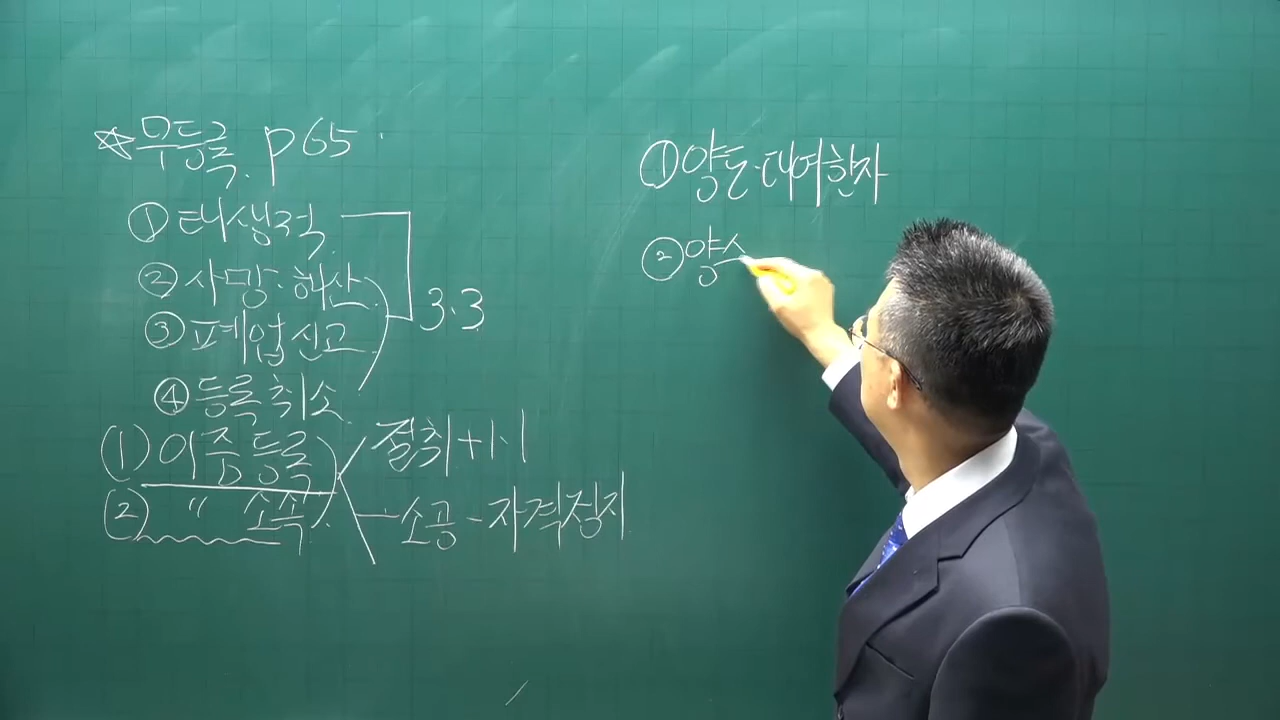 ☆무등록. P65
① 태생적
② 사망·해산
③ 폐업신고
3·3
④ 등록취소
(1) 이중등록
절취+1·1
(2) 〃 소속
소공-자격정지
① 양도·대여한자
② 양수